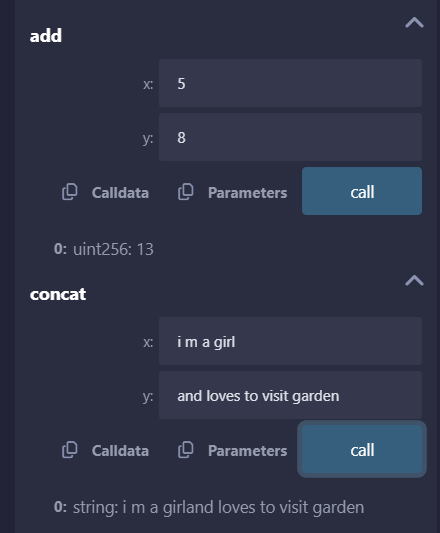 add
x: 5
y: 8
Calldata Parameters call
0: uint256: 13
concat
x: i m a girl
y: and loves to visit garden
Calldata Parameters call
0: string: i m a girland loves to visit garden